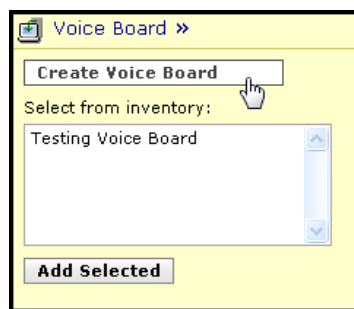 Voice Board »
Create Voice Board
Select from inventory:
Testing Voice Board
Add Selected